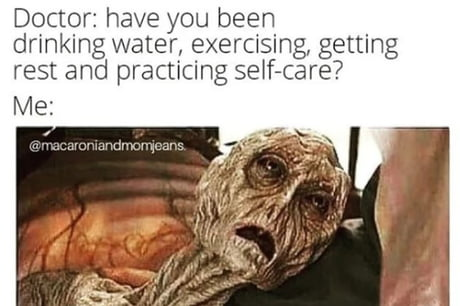 Doctor: have you been
drinking water, exercising, getting
rest and practicing self-care?
Me:
@macaroniandmomjeans